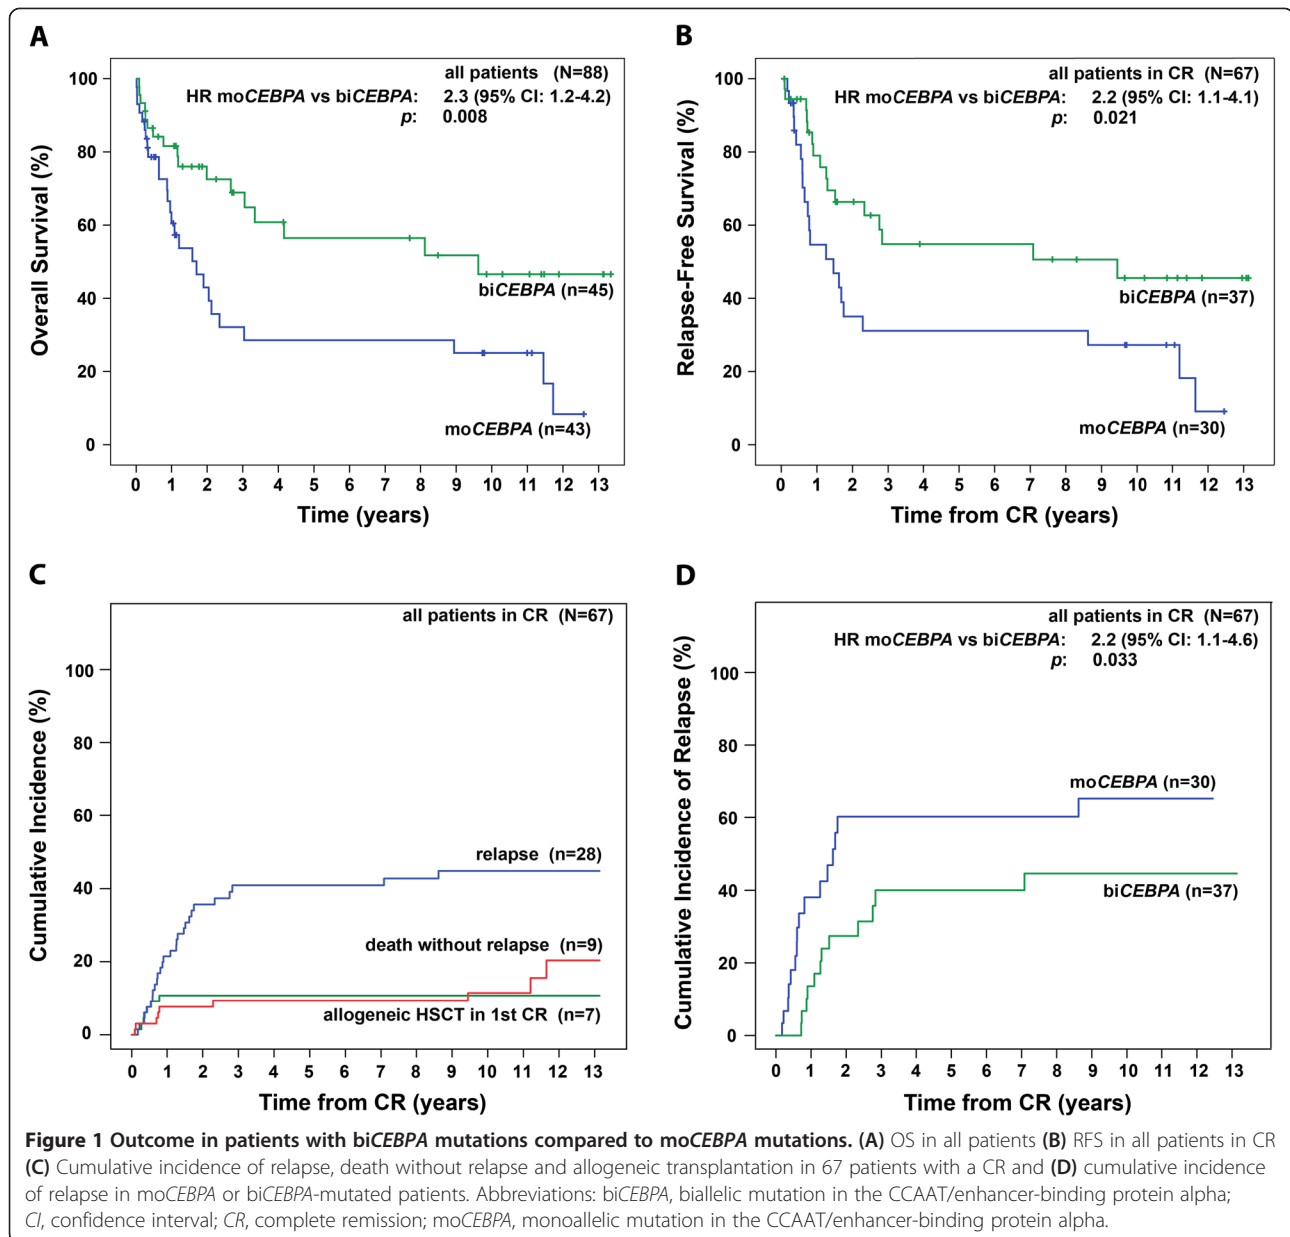 A
all patients (N=88)
HR moCEBPA vs biCEBPA: 2.3 (95% CI: 1.2-4.2)
p: 0.008
Overall Survival (%)
100
80
60
40
20
0
biCEBPA (n=45)
moCEBPA (n=43)
0 1 2 3 4 5 6 7 8 9 10 11 12 13
Time (years)
B
all patients in CR (N=67)
HR moCEBPA vs biCEBPA: 2.2 (95% CI: 1.1-4.1)
p: 0.021
Relapse-Free Survival (%)
100
80
60
40
20
0
biCEBPA (n=37)
moCEBPA (n=30)
0 1 2 3 4 5 6 7 8 9 10 11 12 13
Time from CR (years)
C
all patients in CR (N=67)
Cumulative Incidence (%)
100
80
60
40
20
0
relapse (n=28)
death without relapse (n=9)
allogeneic HSCT in 1st CR (n=7)
0 1 2 3 4 5 6 7 8 9 10 11 12 13
Time from CR (years)
D
all patients in CR (N=67)
HR moCEBPA vs biCEBPA: 2.2 (95% CI: 1.1-4.6)
p: 0.033
Cumulative Incidence of Relapse (%)
100
80
60
40
20
0
moCEBPA (n=30)
biCEBPA (n=37)
0 1 2 3 4 5 6 7 8 9 10 11 12 13
Time from CR (years)
Figure 1 Outcome in patients with biCEBPA mutations compared to moCEBPA mutations. (A) OS in all patients (B) RFS in all patients in CR
(C) Cumulative incidence of relapse, death without relapse and allogeneic transplantation in 67 patients with a CR and (D) cumulative incidence
of relapse in moCEBPA or biCEBPA-mutated patients. Abbreviations: biCEBPA, biallelic mutation in the CCAAT/enhancer-binding protein alpha;
CI, confidence interval; CR, complete remission; moCEBPA, monoallelic mutation in the CCAAT/enhancer-binding protein alpha.